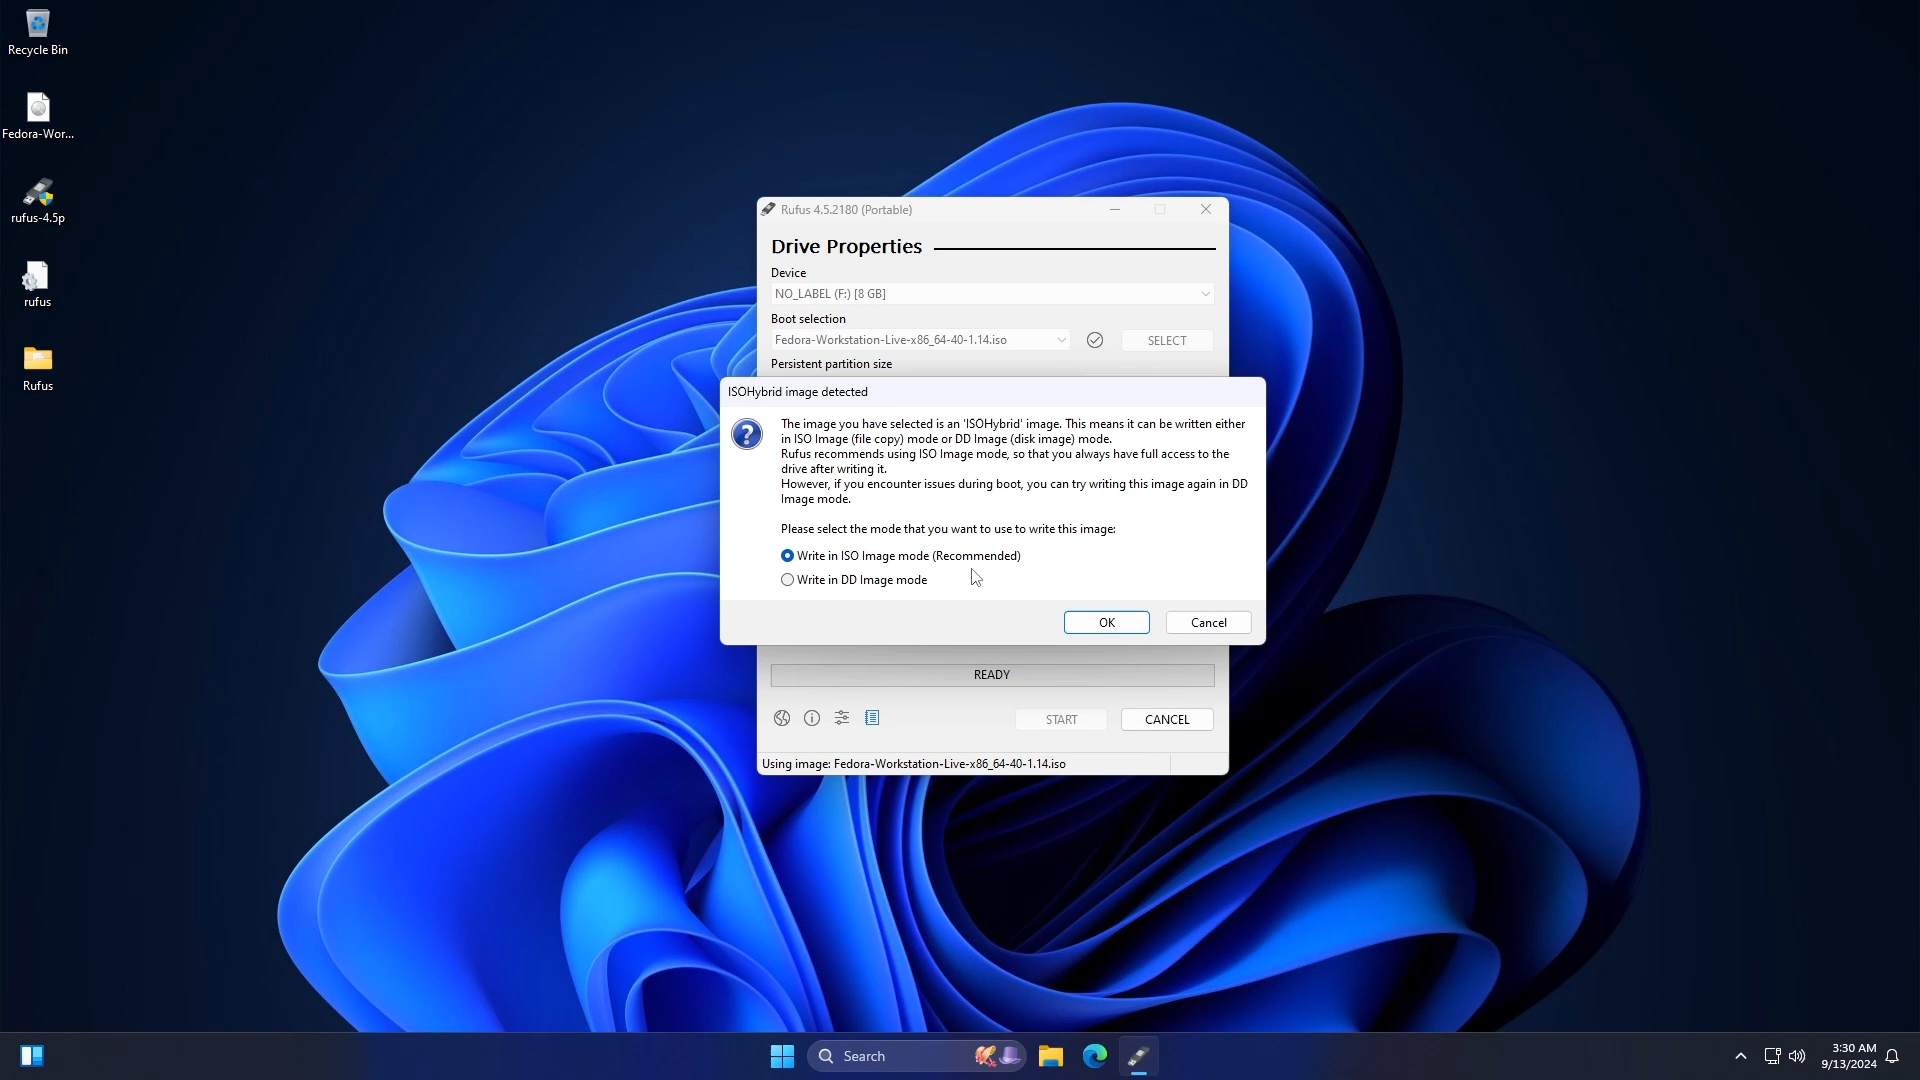 Recycle Bin
Fedora-Wor...
rufus-4.5p
rufus
Rufus
Rufus 4.5.2180 (Portable)
Drive Properties
Device
NO_LABEL (F:) [8 GB]
Boot selection
Fedora-Workstation-Live-x86_64-40-1.14.iso
SELECT
Persistent partition size
ISOHybrid image detected
The image you have selected is an 'ISOHybrid' image. This means it can be written either
in ISO Image (file copy) mode or DD Image (disk image) mode.
Rufus recommends using ISO Image mode, so that you always have full access to the
drive after writing it.
However, if you encounter issues during boot, you can try writing this image again in DD
Image mode.
Please select the mode that you want to use to write this image:
Write in ISO Image mode (Recommended)
Write in DD Image mode
OK
Cancel
READY
START
CANCEL
Using image: Fedora-Workstation-Live-x86_64-40-1.14.iso
Search
3:30 AM
9/13/2024